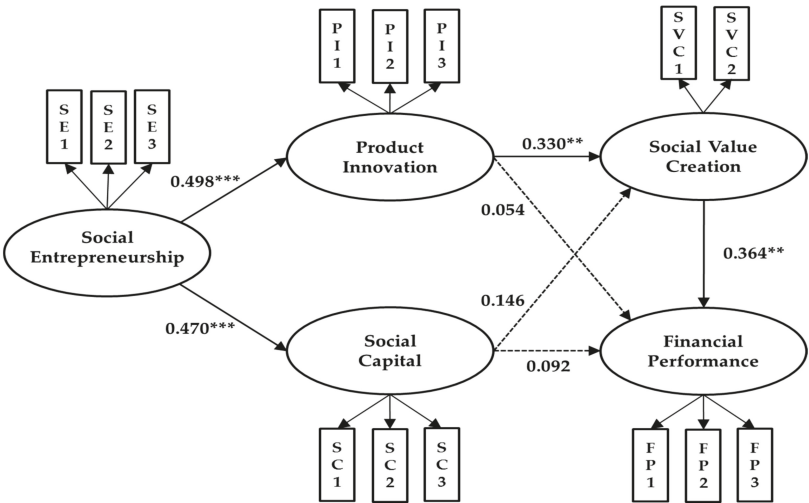 PI1
PI2
PI3
SVC1
SVC2
SE1
SE2
SE3
Product
Innovation
0.330**
Social Value
Creation
0.498***
0.054
Social
Entrepreneurship
0.364**
0.146
0.470***
Social
Capital
0.092
Financial
Performance
SC1
SC2
SC3
FP1
FP2
FP3